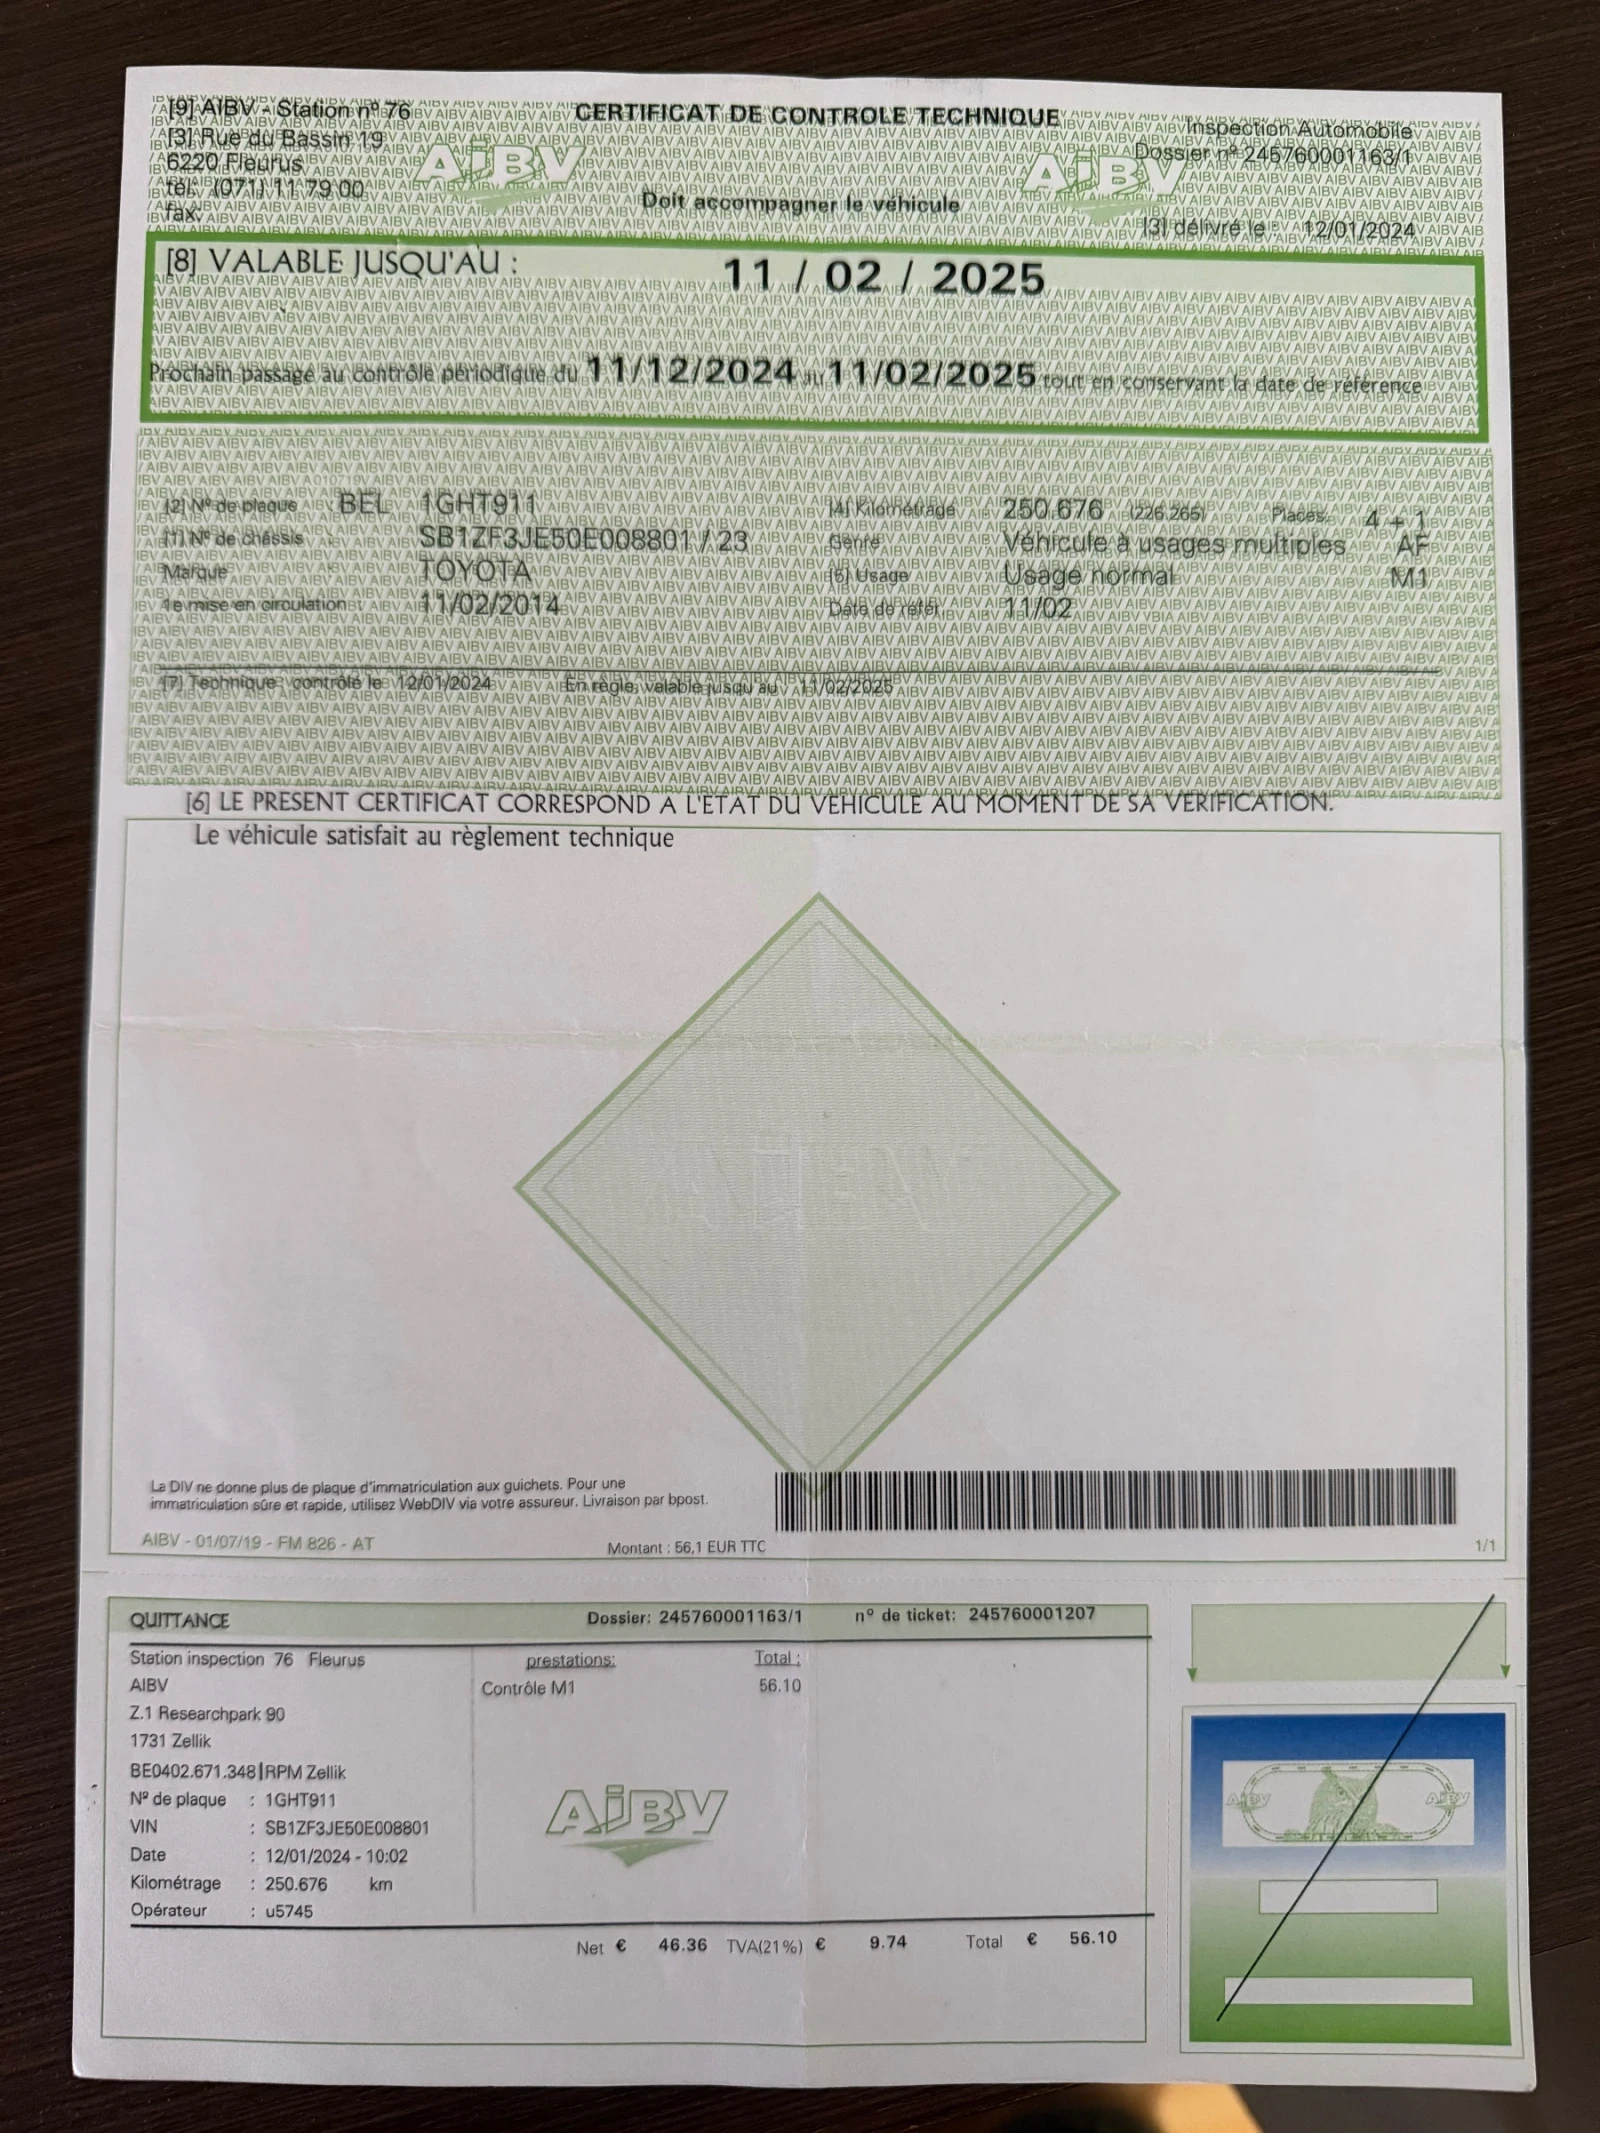 [9] AIBV - Station nº 76
[3] Rue du Bassin 19
6220 Fleurus
tél.: (071) 11 79 00
fax.
AIBV
CERTIFICAT DE CONTROLE TECHNIQUE
Doit accompagner le véhicule
AIBV
Inspection Automobile
Dossier nº 245760001163/1
[3] délivré le 12/01/2024
[8] VALABLE JUSQU'AU : 11 / 02 / 2025
Prochain passage au contrôle périodique du 11/12/2024 au 11/02/2025 tout en conservant la date de référence
[2] Nº de plaque : BEL 1GHT911
[1] Nº de châssis : SB1ZF3JE50E008801 / 23
Marque : TOYOTA
1e mise en circulation : 11/02/2014
[4] Kilométrage : 250.676 (226.265) Places: 4 + 1
Genre Véhicule à usages multiples AF
[5] Usage Usage normal M1
Date de référ. 11/02
[7] Technique contrôlé le 12/01/2024 En règle, valable jusqu'au 11/02/2025
[6] LE PRESENT CERTIFICAT CORRESPOND A L'ETAT DU VEHICULE AU MOMENT DE SA VERIFICATION.
Le véhicule satisfait au règlement technique
La DIV ne donne plus de plaque d'immatriculation aux guichets. Pour une
immatriculation sûre et rapide, utilisez WebDIV via votre assureur. Livraison par bpost.
AIBV - 01/07/19 - FM 826 - AT
Montant : 56,1 EUR TTC
1/1
QUITTANCE Dossier: 245760001163/1 nº de ticket: 245760001207
Station inspection 76 Fleurus
AIBV
Z.1 Researchpark 90
1731 Zellik
BE0402.671.348|RPM Zellik
Nº de plaque : 1GHT911
VIN : SB1ZF3JE50E008801
Date : 12/01/2024 - 10:02
Kilométrage : 250.676 km
Opérateur : u5745
prestations: Total :
Contrôle M1 56.10
AIBV
Net € 46.36 TVA(21%) € 9.74 Total € 56.10
AIBV
AIBV